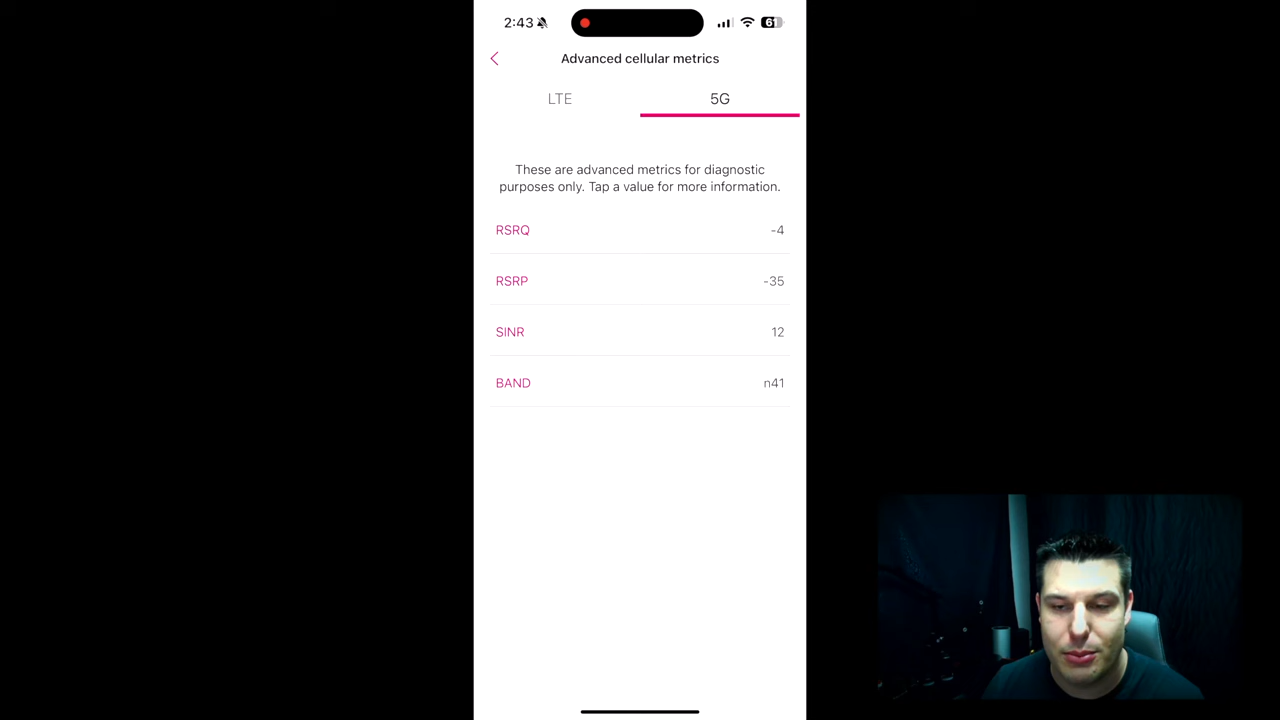 2:43
61
Advanced cellular metrics
LTE
5G
These are advanced metrics for diagnostic
purposes only. Tap a value for more information.
RSRQ -4
RSRP -35
SINR 12
BAND n41